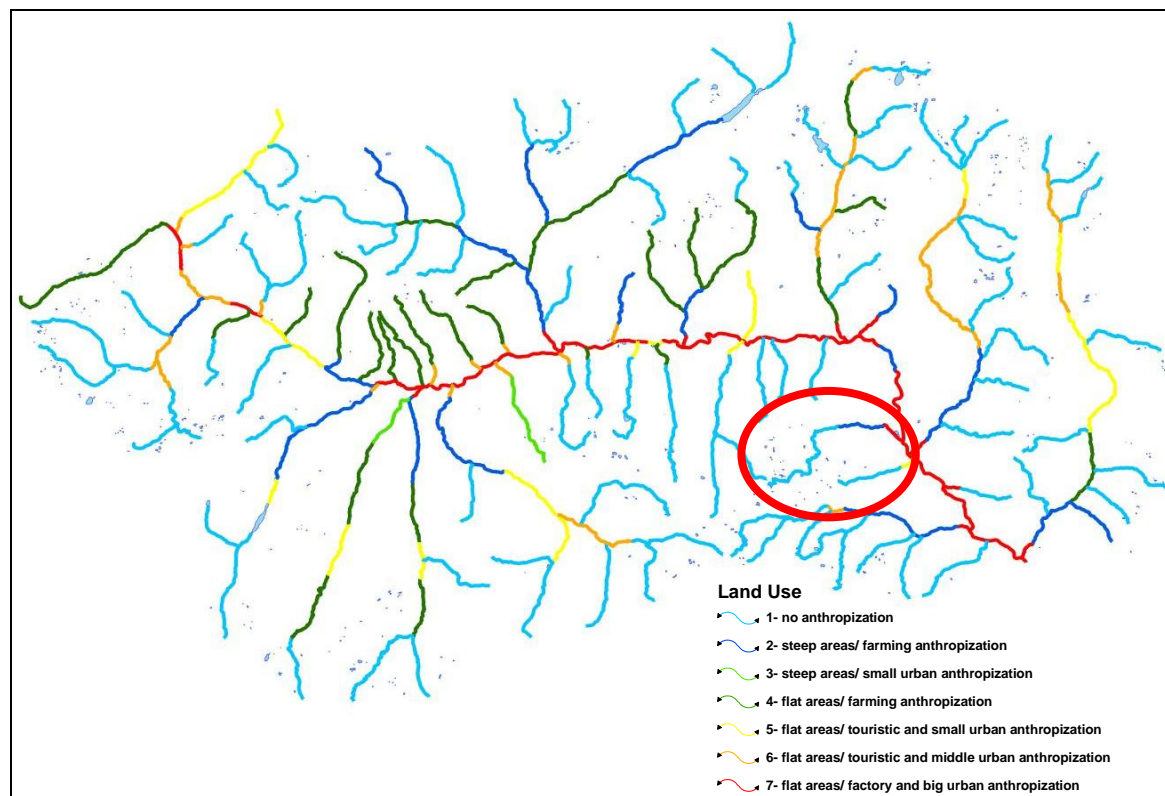 Land Use
1- no anthropization
2- steep areas/ farming anthropization
3- steep areas/ small urban anthropization
4- flat areas/ farming anthropization
5- flat areas/ touristic and small urban anthropization
6- flat areas/ touristic and middle urban anthropization
7- flat areas/ factory and big urban anthropization